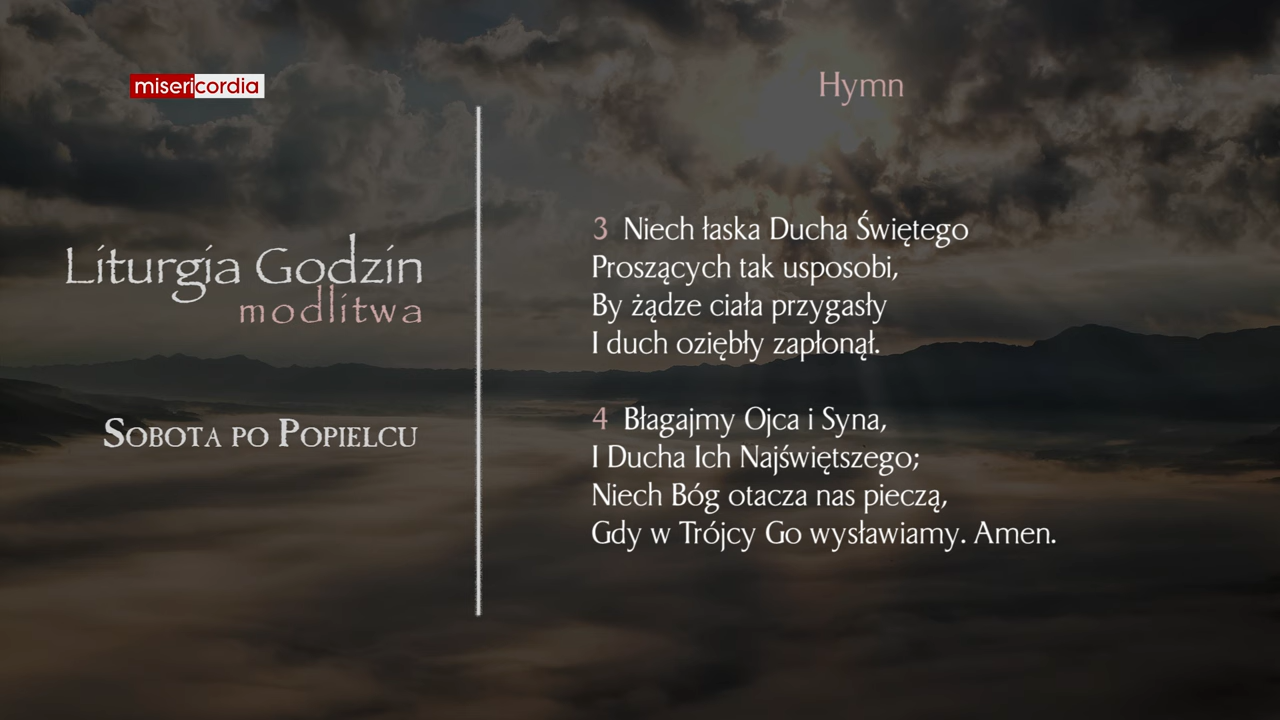 misericordia
Liturgia Godzin
modlitwa
Sobota po Popielcu
Hymn
3 Niech łaska Ducha Świętego
Proszących tak usposobi,
By żądze ciała przygasły
I duch oziębły zapłonął.
4 Błagajmy Ojca i Syna,
I Ducha Ich Najświętszego;
Niech Bóg otacza nas pieczą,
Gdy w Trójcy Go wysławiamy. Amen.